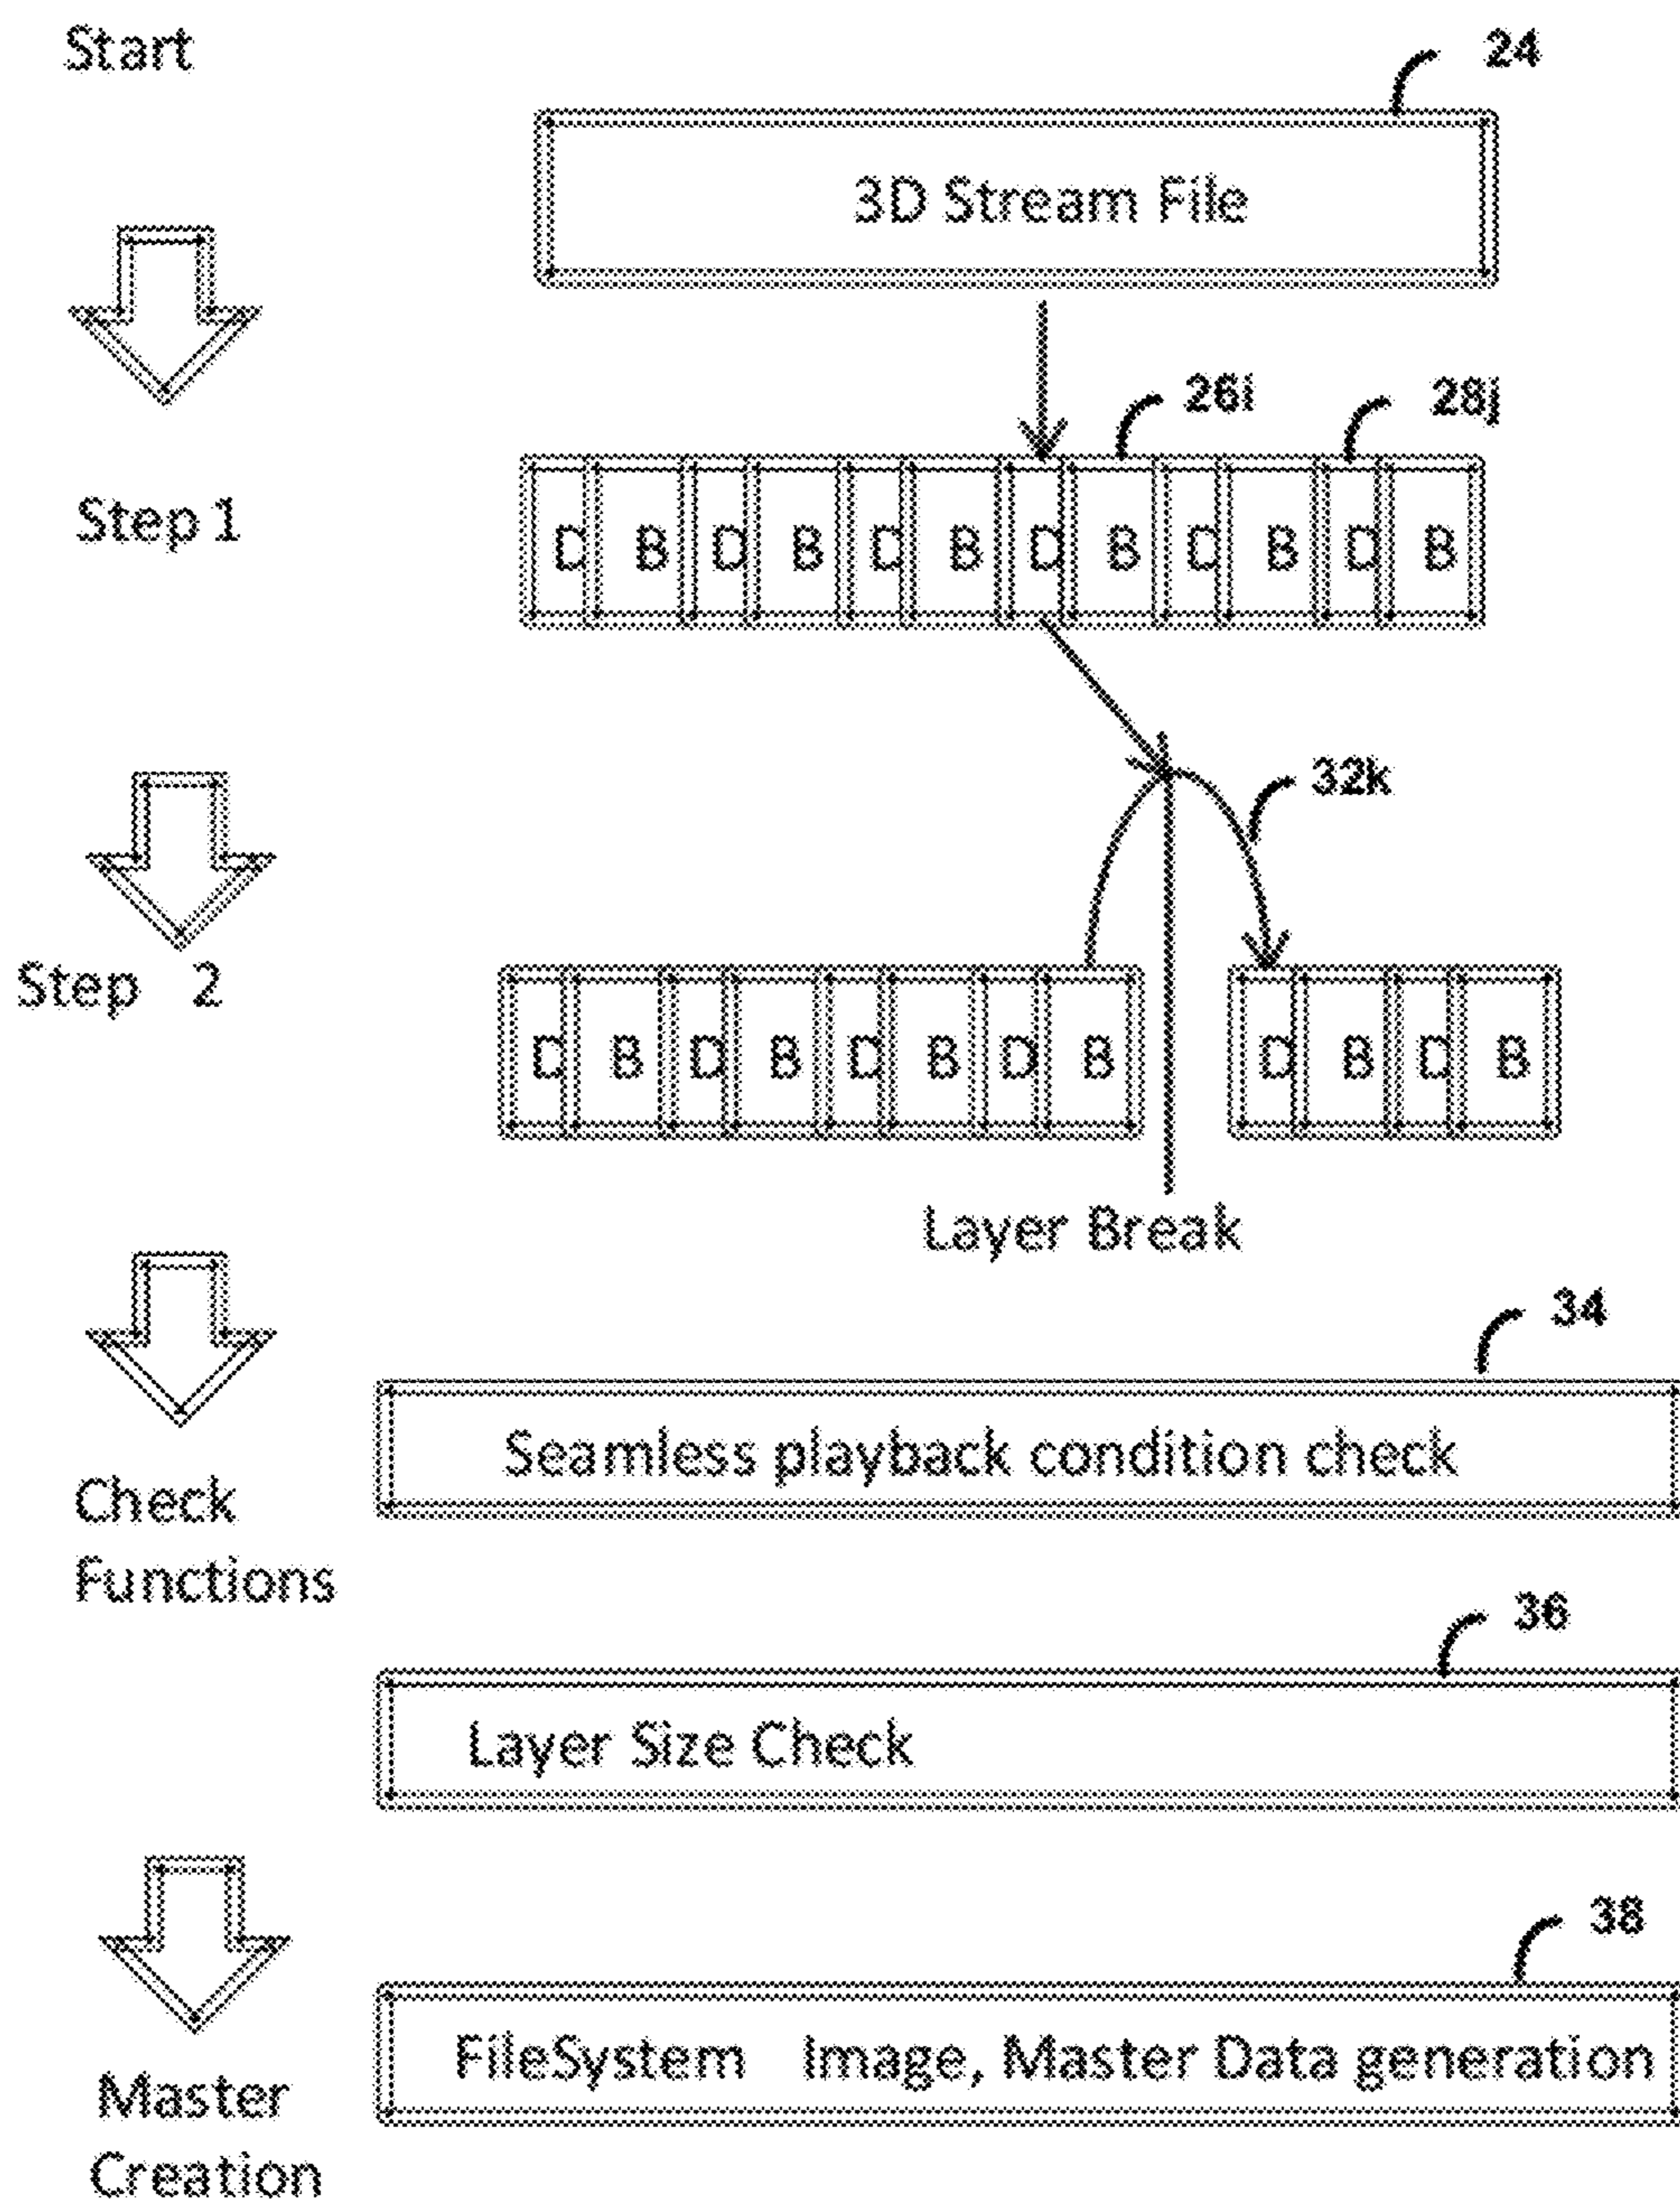 Start
24
3D Stream File
26i
28j
Step 1
D B D B D B D B D B D B
32k
Step 2
D B D B D B D B D B D B
Layer Break
34
Seamless playback condition check
Check
Functions
36
Layer Size Check
38
FileSystem Image, Master Data generation
Master
Creation